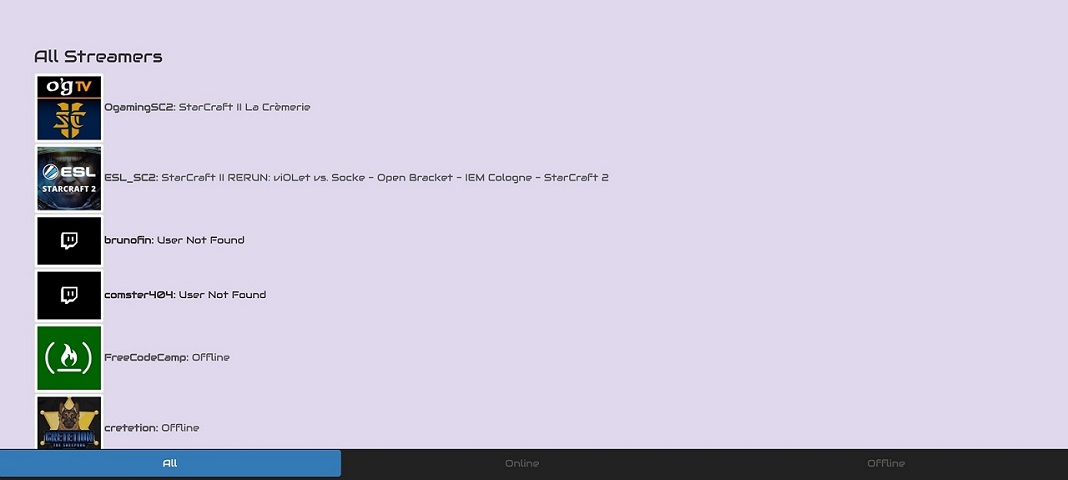 All Streamers
o'g TV
SC
OgamingSC2: StarCraft II La Crèmerie
ESL
STARCRAFT 2
ESL_SC2: StarCraft II RERUN: viOLet vs. Socke - Open Bracket - IEM Cologne - StarCraft 2
brunofin: User Not Found
comster404: User Not Found
FreeCodeCamp: Offline
CRETETION
cretetion: Offline
All
Online
Offline